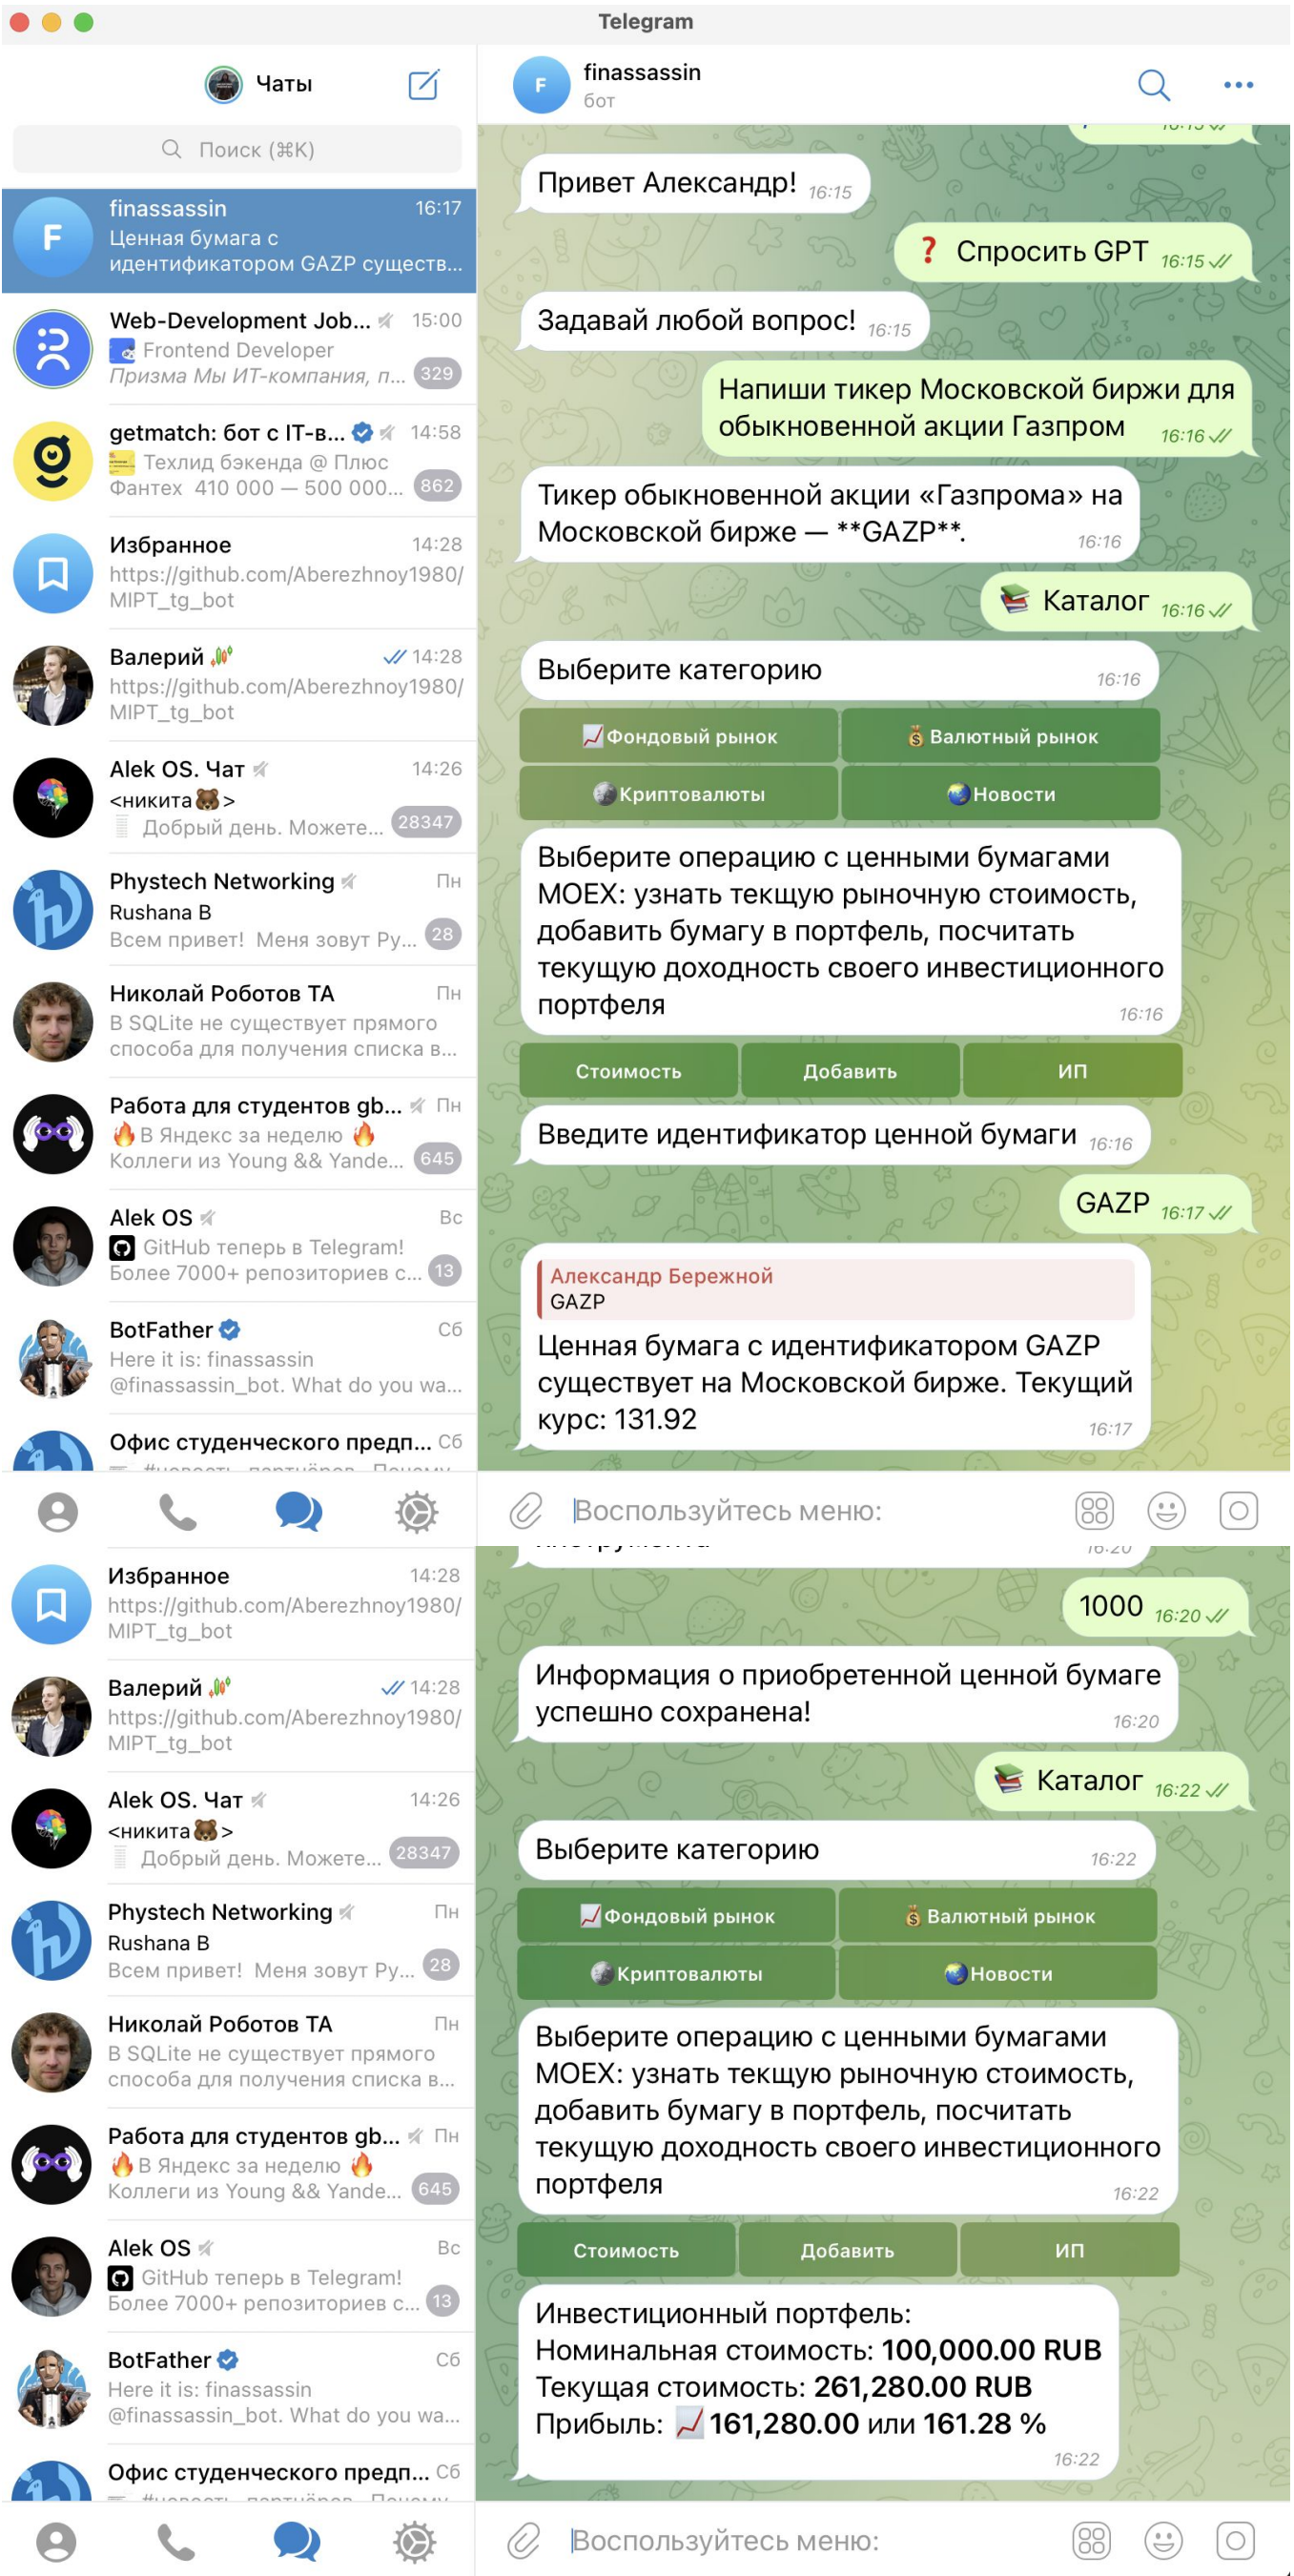 Telegram
Чаты
Поиск (⌘K)
finassassin 16:17
Ценная бумага с
идентификатором GAZP существ...
Web-Development Job... 15:00
Frontend Developer
Призма Мы ИТ-компания, п... 329
getmatch: бот с IT-в... 14:58
Техлид бэкенда @ Плюс
Фантех 410 000 — 500 000... 862
Избранное 14:28
https://github.com/Aberezhnoy1980/
MIPT_tg_bot
Валерий 14:28
https://github.com/Aberezhnoy1980/
MIPT_tg_bot
Alek OS. Чат 14:26
<никита🐻>
Добрый день. Можете... 28347
Phystech Networking Пн
Rushana B
Всем привет! Меня зовут Ру... 28
Николай Роботов ТА Пн
В SQLite не существует прямого
способа для получения списка в...
Работа для студентов gb... Пн
🔥В Яндекс за неделю 🔥
Коллеги из Young && Yande... 645
Alek OS Вс
GitHub теперь в Telegram!
Более 7000+ репозиториев с... 13
BotFather Сб
Here it is: finassassin
@finassassin_bot. What do you wa...
Офис студенческого предп... Сб
F finassassin
бот
16:15
Привет Александр! 16:15
❓ Спросить GPT 16:15
Задавай любой вопрос! 16:15
Напиши тикер Московской биржи для
обыкновенной акции Газпром 16:16
Тикер обыкновенной акции «Газпрома» на
Московской бирже — **GAZP**. 16:16
📚 Каталог 16:16
Выберите категорию 16:16
📈Фондовый рынок 💰Валютный рынок
🌑Криптовалюты 🌏Новости
Выберите операцию с ценными бумагами
MOEX: узнать текщую рыночную стоимость,
добавить бумагу в портфель, посчитать
текущую доходность своего инвестиционного
портфеля 16:16
Стоимость Добавить ИП
Введите идентификатор ценной бумаги 16:16
GAZP 16:17
Александр Бережной
GAZP
Ценная бумага с идентификатором GAZP
существует на Московской бирже. Текущий
курс: 131.92 16:17
Воспользуйтесь меню:
Избранное 14:28
https://github.com/Aberezhnoy1980/
MIPT_tg_bot
Валерий 14:28
https://github.com/Aberezhnoy1980/
MIPT_tg_bot
Alek OS. Чат 14:26
<никита🐻>
Добрый день. Можете... 28347
Phystech Networking Пн
Rushana B
Всем привет! Меня зовут Ру... 28
Николай Роботов ТА Пн
В SQLite не существует прямого
способа для получения списка в...
Работа для студентов gb... Пн
🔥В Яндекс за неделю 🔥
Коллеги из Young && Yande... 645
Alek OS Вс
GitHub теперь в Telegram!
Более 7000+ репозиториев с... 13
BotFather Сб
Here it is: finassassin
@finassassin_bot. What do you wa...
Офис студенческого предп... Сб
16:20
1000 16:20
Информация о приобретенной ценной бумаге
успешно сохранена! 16:20
📚 Каталог 16:22
Выберите категорию 16:22
📈Фондовый рынок 💰Валютный рынок
🌑Криптовалюты 🌏Новости
Выберите операцию с ценными бумагами
MOEX: узнать текщую рыночную стоимость,
добавить бумагу в портфель, посчитать
текущую доходность своего инвестиционного
портфеля 16:22
Стоимость Добавить ИП
Инвестиционный портфель:
Номинальная стоимость: 100,000.00 RUB
Текущая стоимость: 261,280.00 RUB
Прибыль: 📈161,280.00 или 161.28 %
16:22
Воспользуйтесь меню: